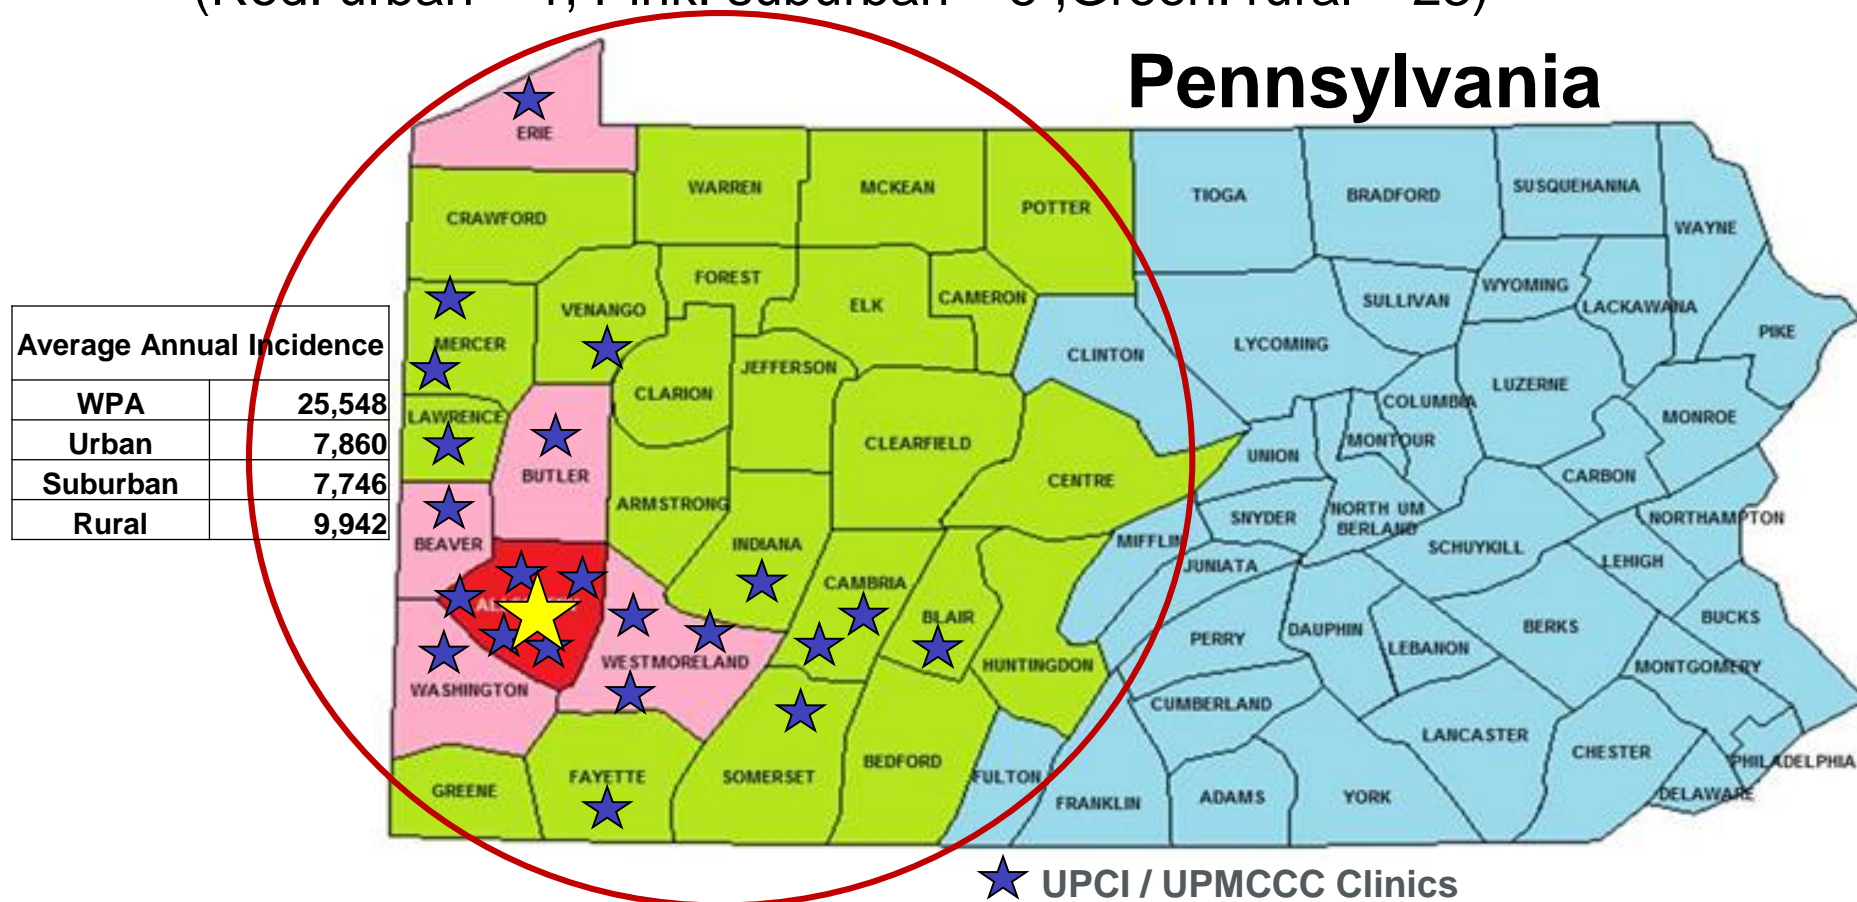 Pennsylvania
ERIE
WARREN
MCKEAN
POTTER
TIOGA
BRADFORD
SUSQUEHANNA
WAYNE
CRAWFORD
FOREST
VENANGO
ELK
CAMERON
SULLIVAN
WYOMING
LACKAWANA
PIKE
MERCER
CLINTON
LYCOMING
JEFFERSON
CLARION
LUZERNE
COLUMBIA
MONROE
LAWRENCE
MONTOUR
CLEARFIELD
UNION
BUTLER
CENTRE
CARBON
ARMSTRONG
SNYDER
NORTH UM
BERLAND
NORTHAMPTON
BEAVER
INDIANA
MIFFLIN
SCHUYKILL
LEHIGH
JUNIATA
CAMBRIA
BLAIR
BUCKS
PERRY
DAUPHIN
LEBANON
BERKS
WESTMORELAND
HUNTINGDON
MONTGOMERY
WASHINGTON
CUMBERLAND
LANCASTER
CHESTER
PHILADELPHIA
GREENE
FAYETTE
SOMERSET
BEDFORD
FULTON
FRANKLIN
ADAMS
YORK
DELAWARE
Average Annual Incidence
WPA 25,548
Urban 7,860
Suburban 7,746
Rural 9,942
UPCI / UPMCCC Clinics